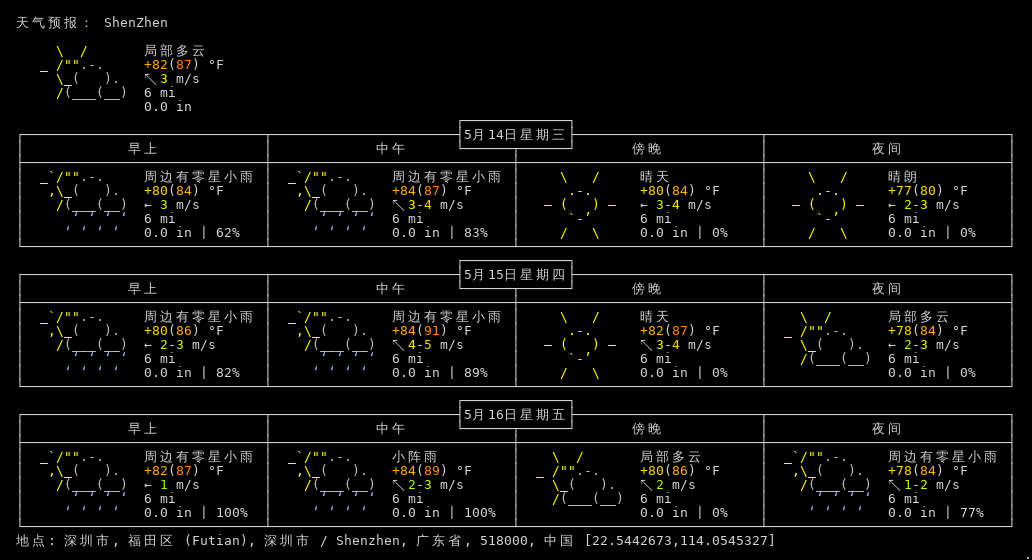 天气预报： ShenZhen
局部多云
+82(87) °F
↖ 3 m/s
6 mi
0.0 in
5月14日星期三
早上 中午 傍晚 夜间
周边有零星小雨 周边有零星小雨 晴天 晴朗
+80(84) °F +84(87) °F +80(84) °F +77(80) °F
← 3 m/s ↖ 3-4 m/s ← 3-4 m/s ← 2-3 m/s
6 mi 6 mi 6 mi 6 mi
0.0 in | 62% 0.0 in | 83% 0.0 in | 0% 0.0 in | 0%
5月15日星期四
早上 中午 傍晚 夜间
周边有零星小雨 周边有零星小雨 晴天 局部多云
+80(86) °F +84(91) °F +82(87) °F +78(84) °F
← 2-3 m/s ↖ 4-5 m/s ↖ 3-4 m/s ← 2-3 m/s
6 mi 6 mi 6 mi 6 mi
0.0 in | 82% 0.0 in | 89% 0.0 in | 0% 0.0 in | 0%
5月16日星期五
早上 中午 傍晚 夜间
周边有零星小雨 小阵雨 局部多云 周边有零星小雨
+82(87) °F +84(89) °F +80(86) °F +78(84) °F
← 1 m/s ↖ 2-3 m/s ↖ 2 m/s ↖ 1-2 m/s
6 mi 6 mi 6 mi 6 mi
0.0 in | 100% 0.0 in | 100% 0.0 in | 0% 0.0 in | 77%
地点: 深圳市, 福田区 (Futian), 深圳市 / Shenzhen, 广东省, 518000, 中国 [22.5442673,114.0545327]